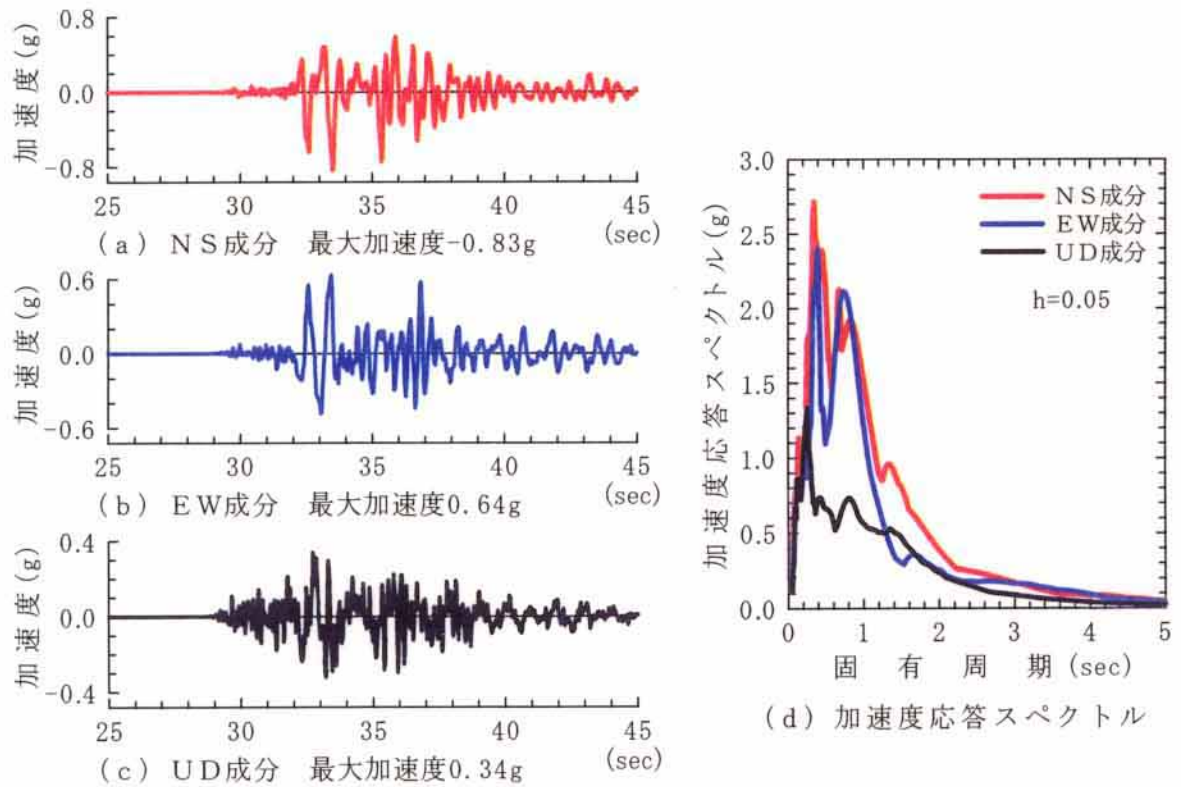 0.8
0.0
-0.8
加速度(g)
25 30 35 40 45
(sec)
(a) NS成分 最大加速度-0.83g
0.6
0.0
-0.6
加速度(g)
25 30 35 40 45
(sec)
(b) EW成分 最大加速度0.64g
0.4
0.0
-0.4
加速度(g)
25 30 35 40 45
(sec)
(c) UD成分 最大加速度0.34g
3.0
2.5
2.0
1.5
1.0
0.5
0.0
加速度応答スペクトル(g)
NS成分
EW成分
UD成分
h=0.05
0 1 2 3 4 5
固有周期(sec)
(d) 加速度応答スペクトル